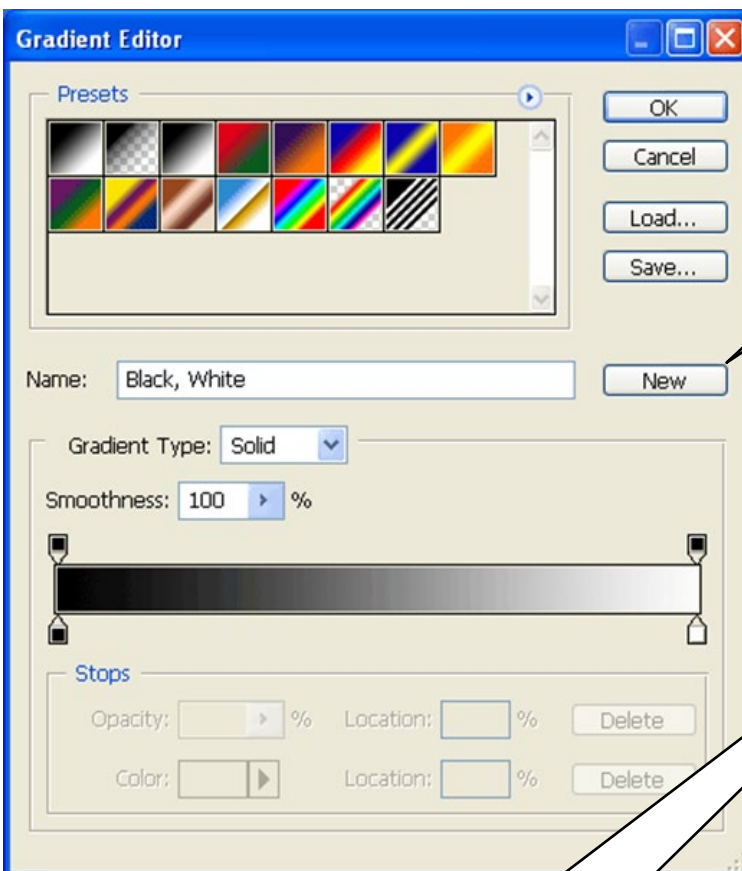 Gradient Editor
Presets
OK
Cancel
Load...
Save...
Name: Black, White New
Gradient Type: Solid
Smoothness: 100 %
Stops
Opacity: % Location: % Delete
Color: Location: % Delete